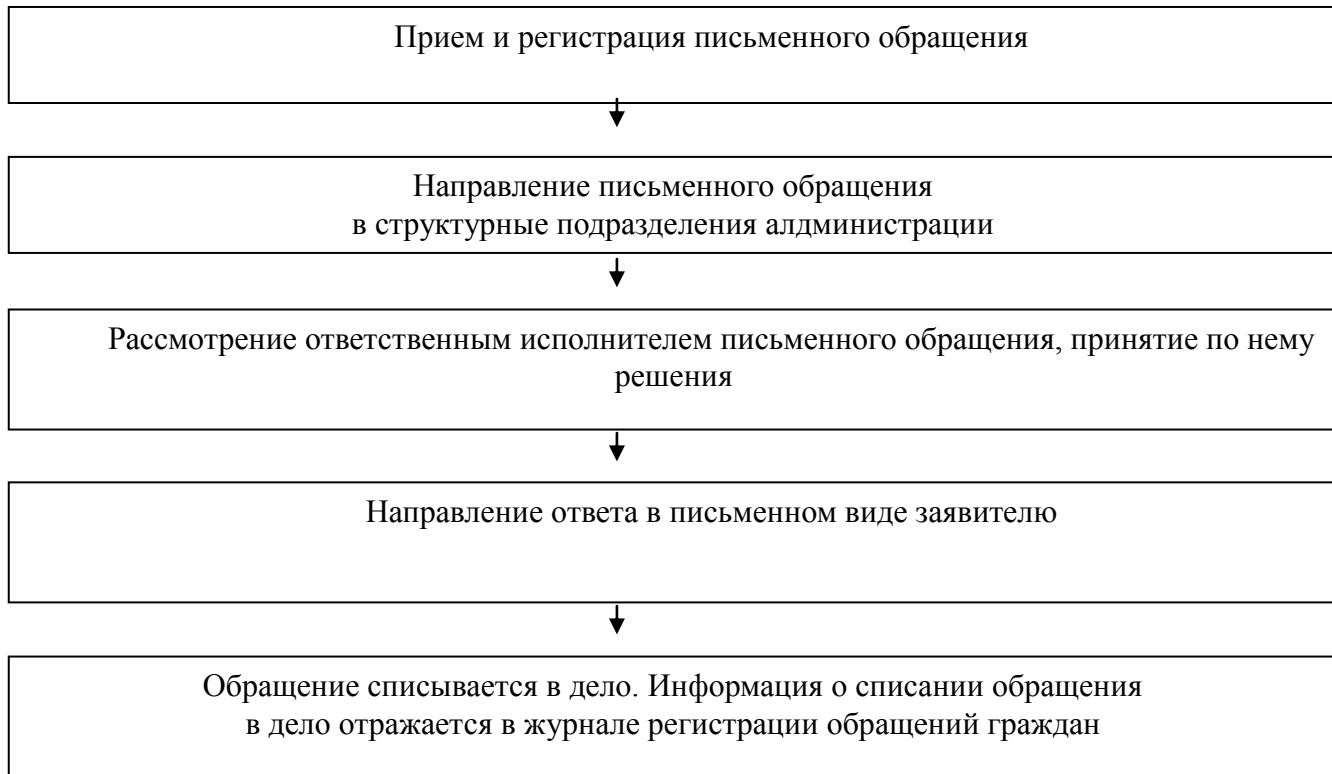 Прием и регистрация письменного обращения
Направление письменного обращения
в структурные подразделения алдминистрации
Рассмотрение ответственным исполнителем письменного обращения, принятие по нему
решения
Направление ответа в письменном виде заявителю
Обращение списывается в дело. Информация о списании обращения
в дело отражается в журнале регистрации обращений граждан